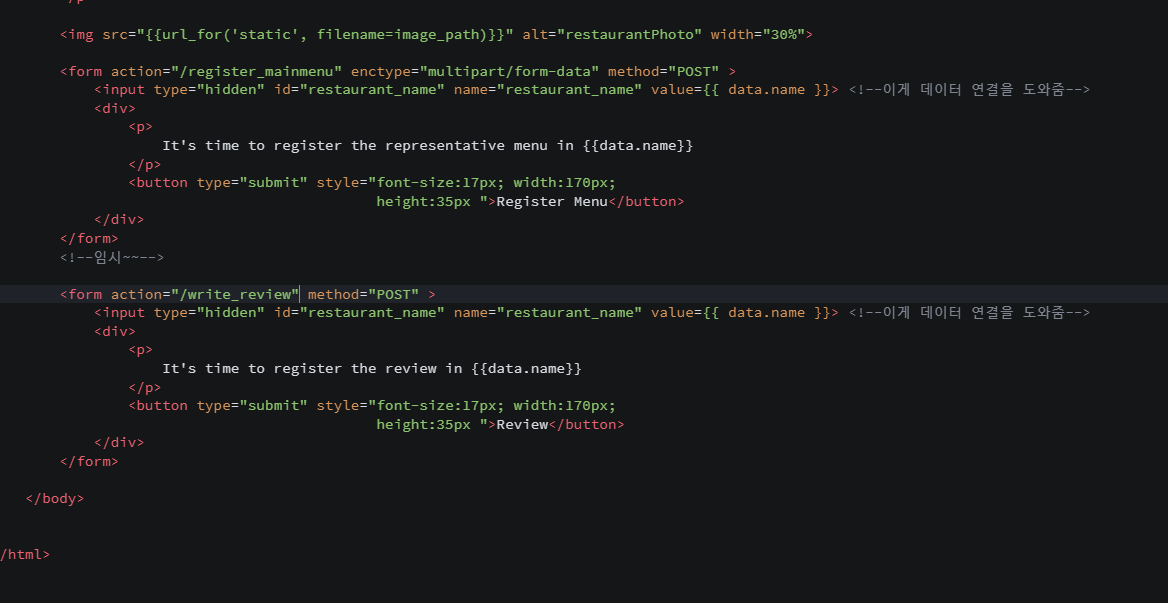 <img src="{{url_for('static', filename=image_path)}}" alt="restaurantPhoto" width="30%">
<form action="/register_mainmenu" enctype="multipart/form-data" method="POST" >
<input type="hidden" id="restaurant_name" name="restaurant_name" value={{ data.name }}> <!--이게 데이터 연결을 도와줌-->
<div>
<p>
It's time to register the representative menu in {{data.name}}
</p>
<button type="submit" style="font-size:17px; width:170px;
height:35px ">Register Menu</button>
</div>
</form>
<!--임시~~-->
<form action="/write_review" method="POST" >
<input type="hidden" id="restaurant_name" name="restaurant_name" value={{ data.name }}> <!--이게 데이터 연결을 도와줌-->
<div>
<p>
It's time to register the review in {{data.name}}
</p>
<button type="submit" style="font-size:17px; width:170px;
height:35px ">Review</button>
</div>
</form>
</body>
/html>